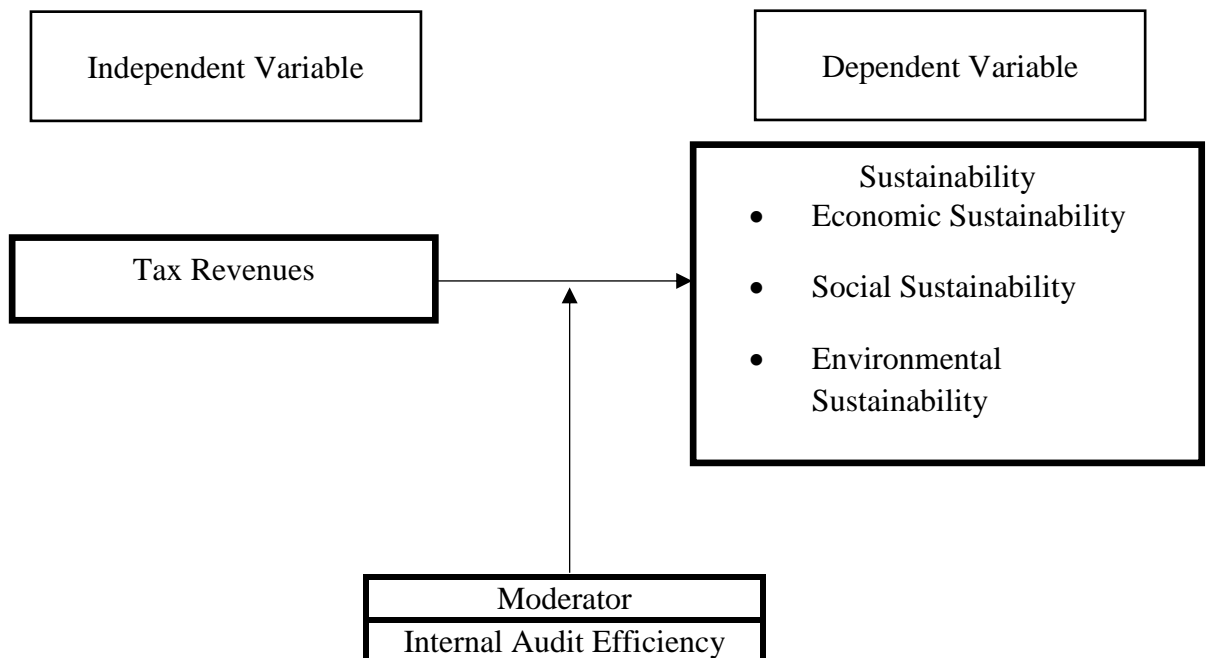 Independent Variable
Dependent Variable
Sustainability
• Economic Sustainability
Tax Revenues
• Social Sustainability
• Environmental
Sustainability
Moderator
Internal Audit Efficiency